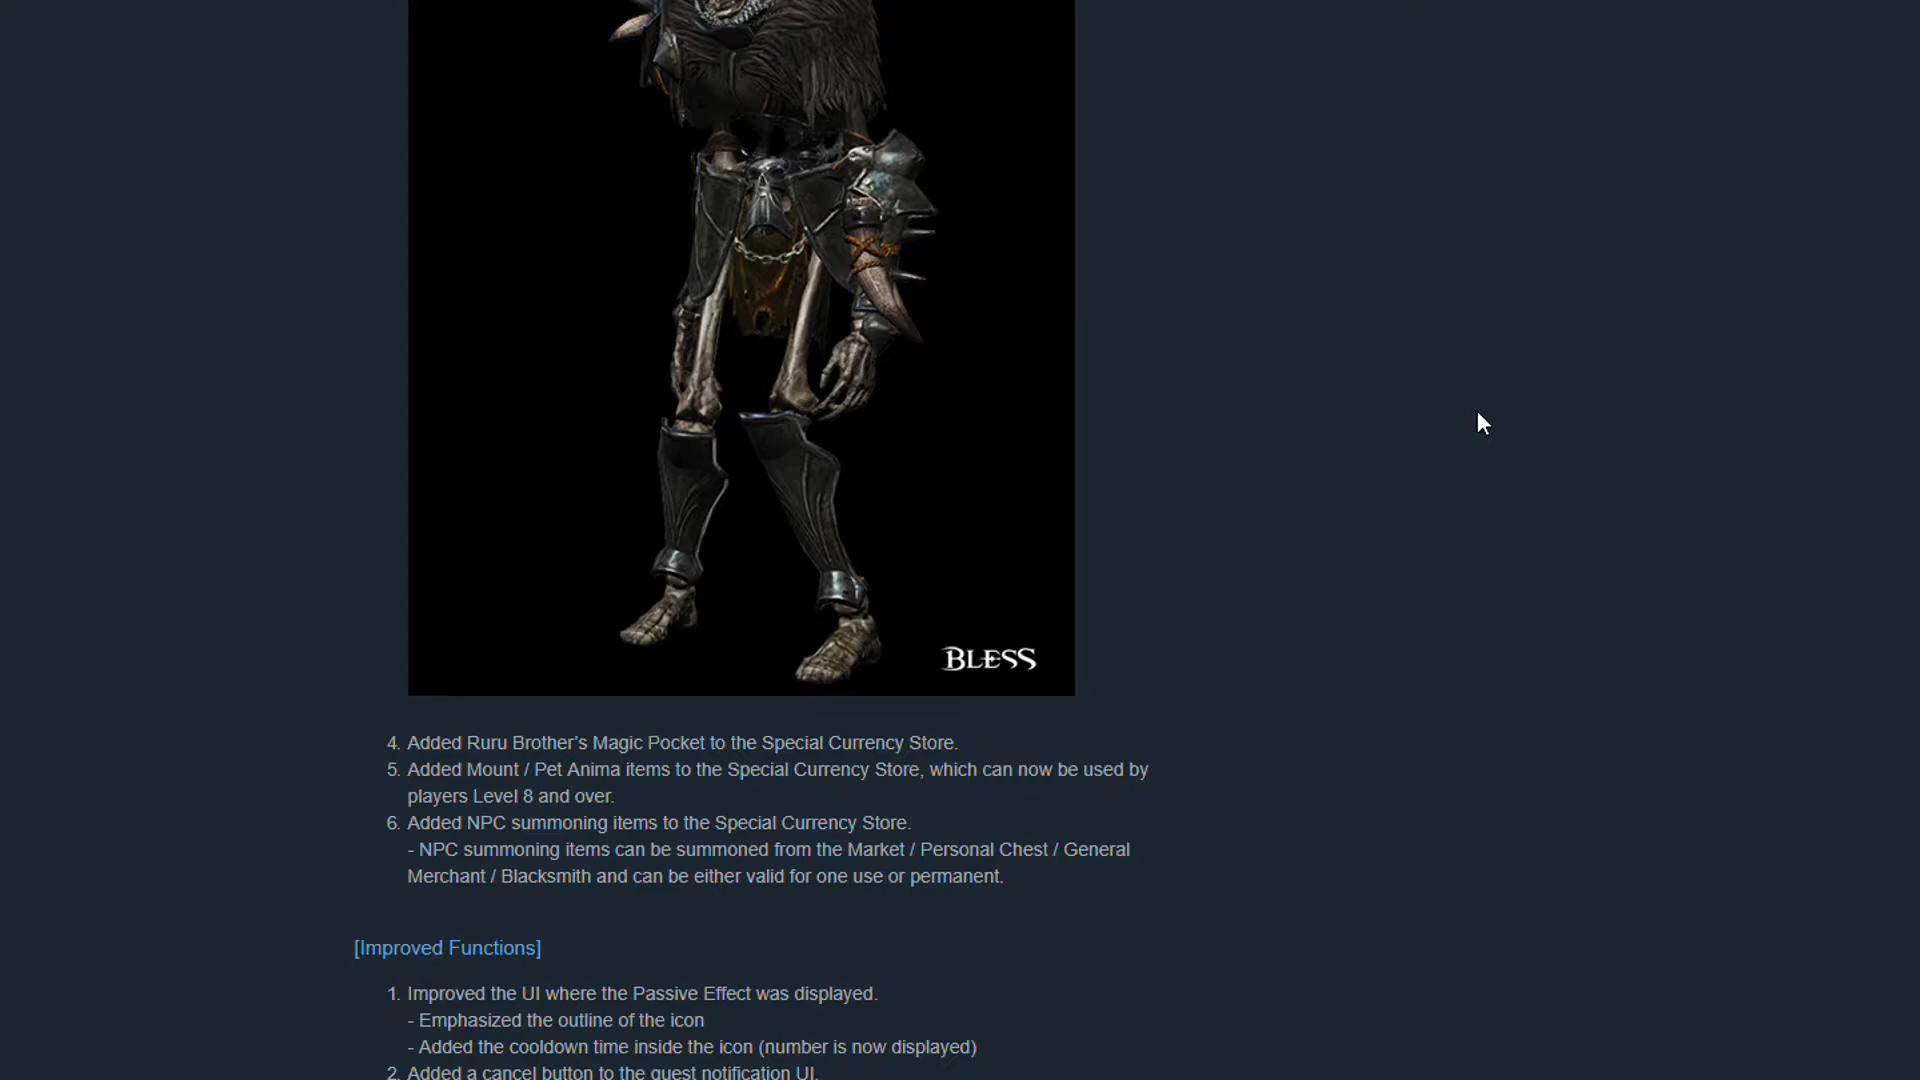 BLESS
4. Added Ruru Brother’s Magic Pocket to the Special Currency Store.
5. Added Mount / Pet Anima items to the Special Currency Store, which can now be used by
players Level 8 and over.
6. Added NPC summoning items to the Special Currency Store.
- NPC summoning items can be summoned from the Market / Personal Chest / General
Merchant / Blacksmith and can be either valid for one use or permanent.
[Improved Functions]
1. Improved the UI where the Passive Effect was displayed.
- Emphasized the outline of the icon
- Added the cooldown time inside the icon (number is now displayed)
2. Added a cancel button to the quest notification UI.